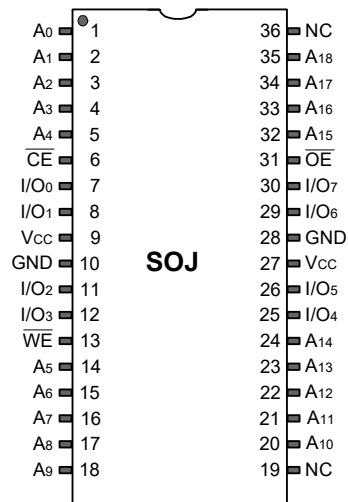 A0 1 36 NC
A1 2 35 A18
A2 3 34 A17
A3 4 33 A16
A4 5 32 A15
CE 6 31 OE
I/O0 7 30 I/O7
I/O1 8 29 I/O6
VCC 9 28 GND
GND 10 SOJ 27 VCC
I/O2 11 26 I/O5
I/O3 12 25 I/O4
WE 13 24 A14
A5 14 23 A13
A6 15 22 A12
A7 16 21 A11
A8 17 20 A10
A9 18 19 NC